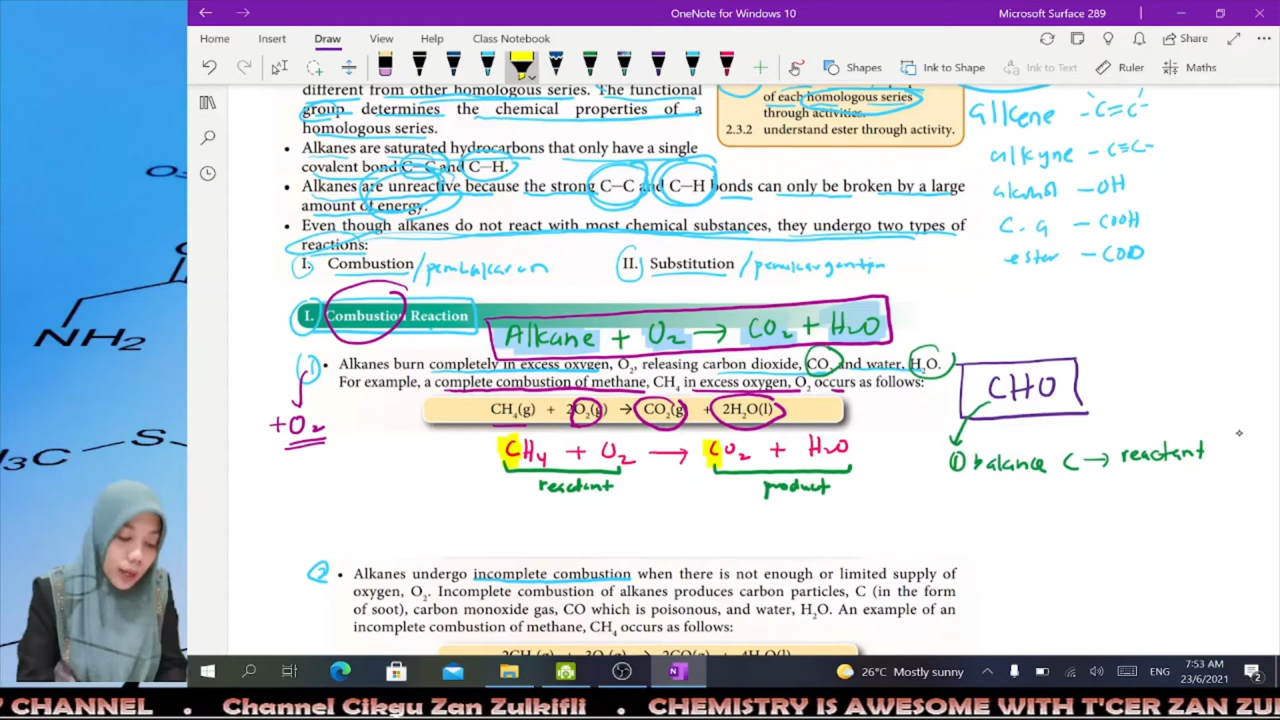 OneNote for Windows 10
Microsoft Surface 289
Home Insert Draw View Help Class Notebook
Share
Shapes Ink to Shape Ink to Text Ruler Maths
different from other homologous series. The functional
group determines the chemical properties of a
homologous series.
• Alkanes are saturated hydrocarbons that only have a single
covalent bond C–C and C–H.
• Alkanes are unreactive because the strong C–C and C–H bonds can only be broken by a large
amount of energy.
• Even though alkanes do not react with most chemical substances, they undergo two types of
reactions:
I. Combustion /pembakaran
II. Substitution /penukargantian
of each homologous series
through activities.
2.3.2 understand ester through activity.
alkene -C=C-
alkyne -C≡C-
alcohol -OH
C.a -COOH
ester -COO
I. Combustion Reaction
Alkane + O₂ → CO₂ + H₂O
(1) • Alkanes burn completely in excess oxygen, O₂, releasing carbon dioxide, CO₂ and water, H₂O.
For example, a complete combustion of methane, CH₄ in excess oxygen, O₂ occurs as follows:
+O₂
CH₄(g) + 2O₂(g) → CO₂(g) + 2H₂O(l)
CH₄ + O₂ → CO₂ + H₂O
reactant product
CHO
① balance C → reactant
② • Alkanes undergo incomplete combustion when there is not enough or limited supply of
oxygen, O₂. Incomplete combustion of alkanes produces carbon particles, C (in the form
of soot), carbon monoxide gas, CO which is poisonous, and water, H₂O. An example of an
incomplete combustion of methane, CH₄ occurs as follows:
2CH₄(g) + 3O₂(g) → 2CO(g) + 4H₂O(l)
NH₂
H₃C S
26°C Mostly sunny
ENG
7:53 AM
23/6/2021
2
CHANNEL . Channel Cikgu Zan Zulkifli . CHEMISTRY IS AWESOME WITH T'CER ZAN ZU